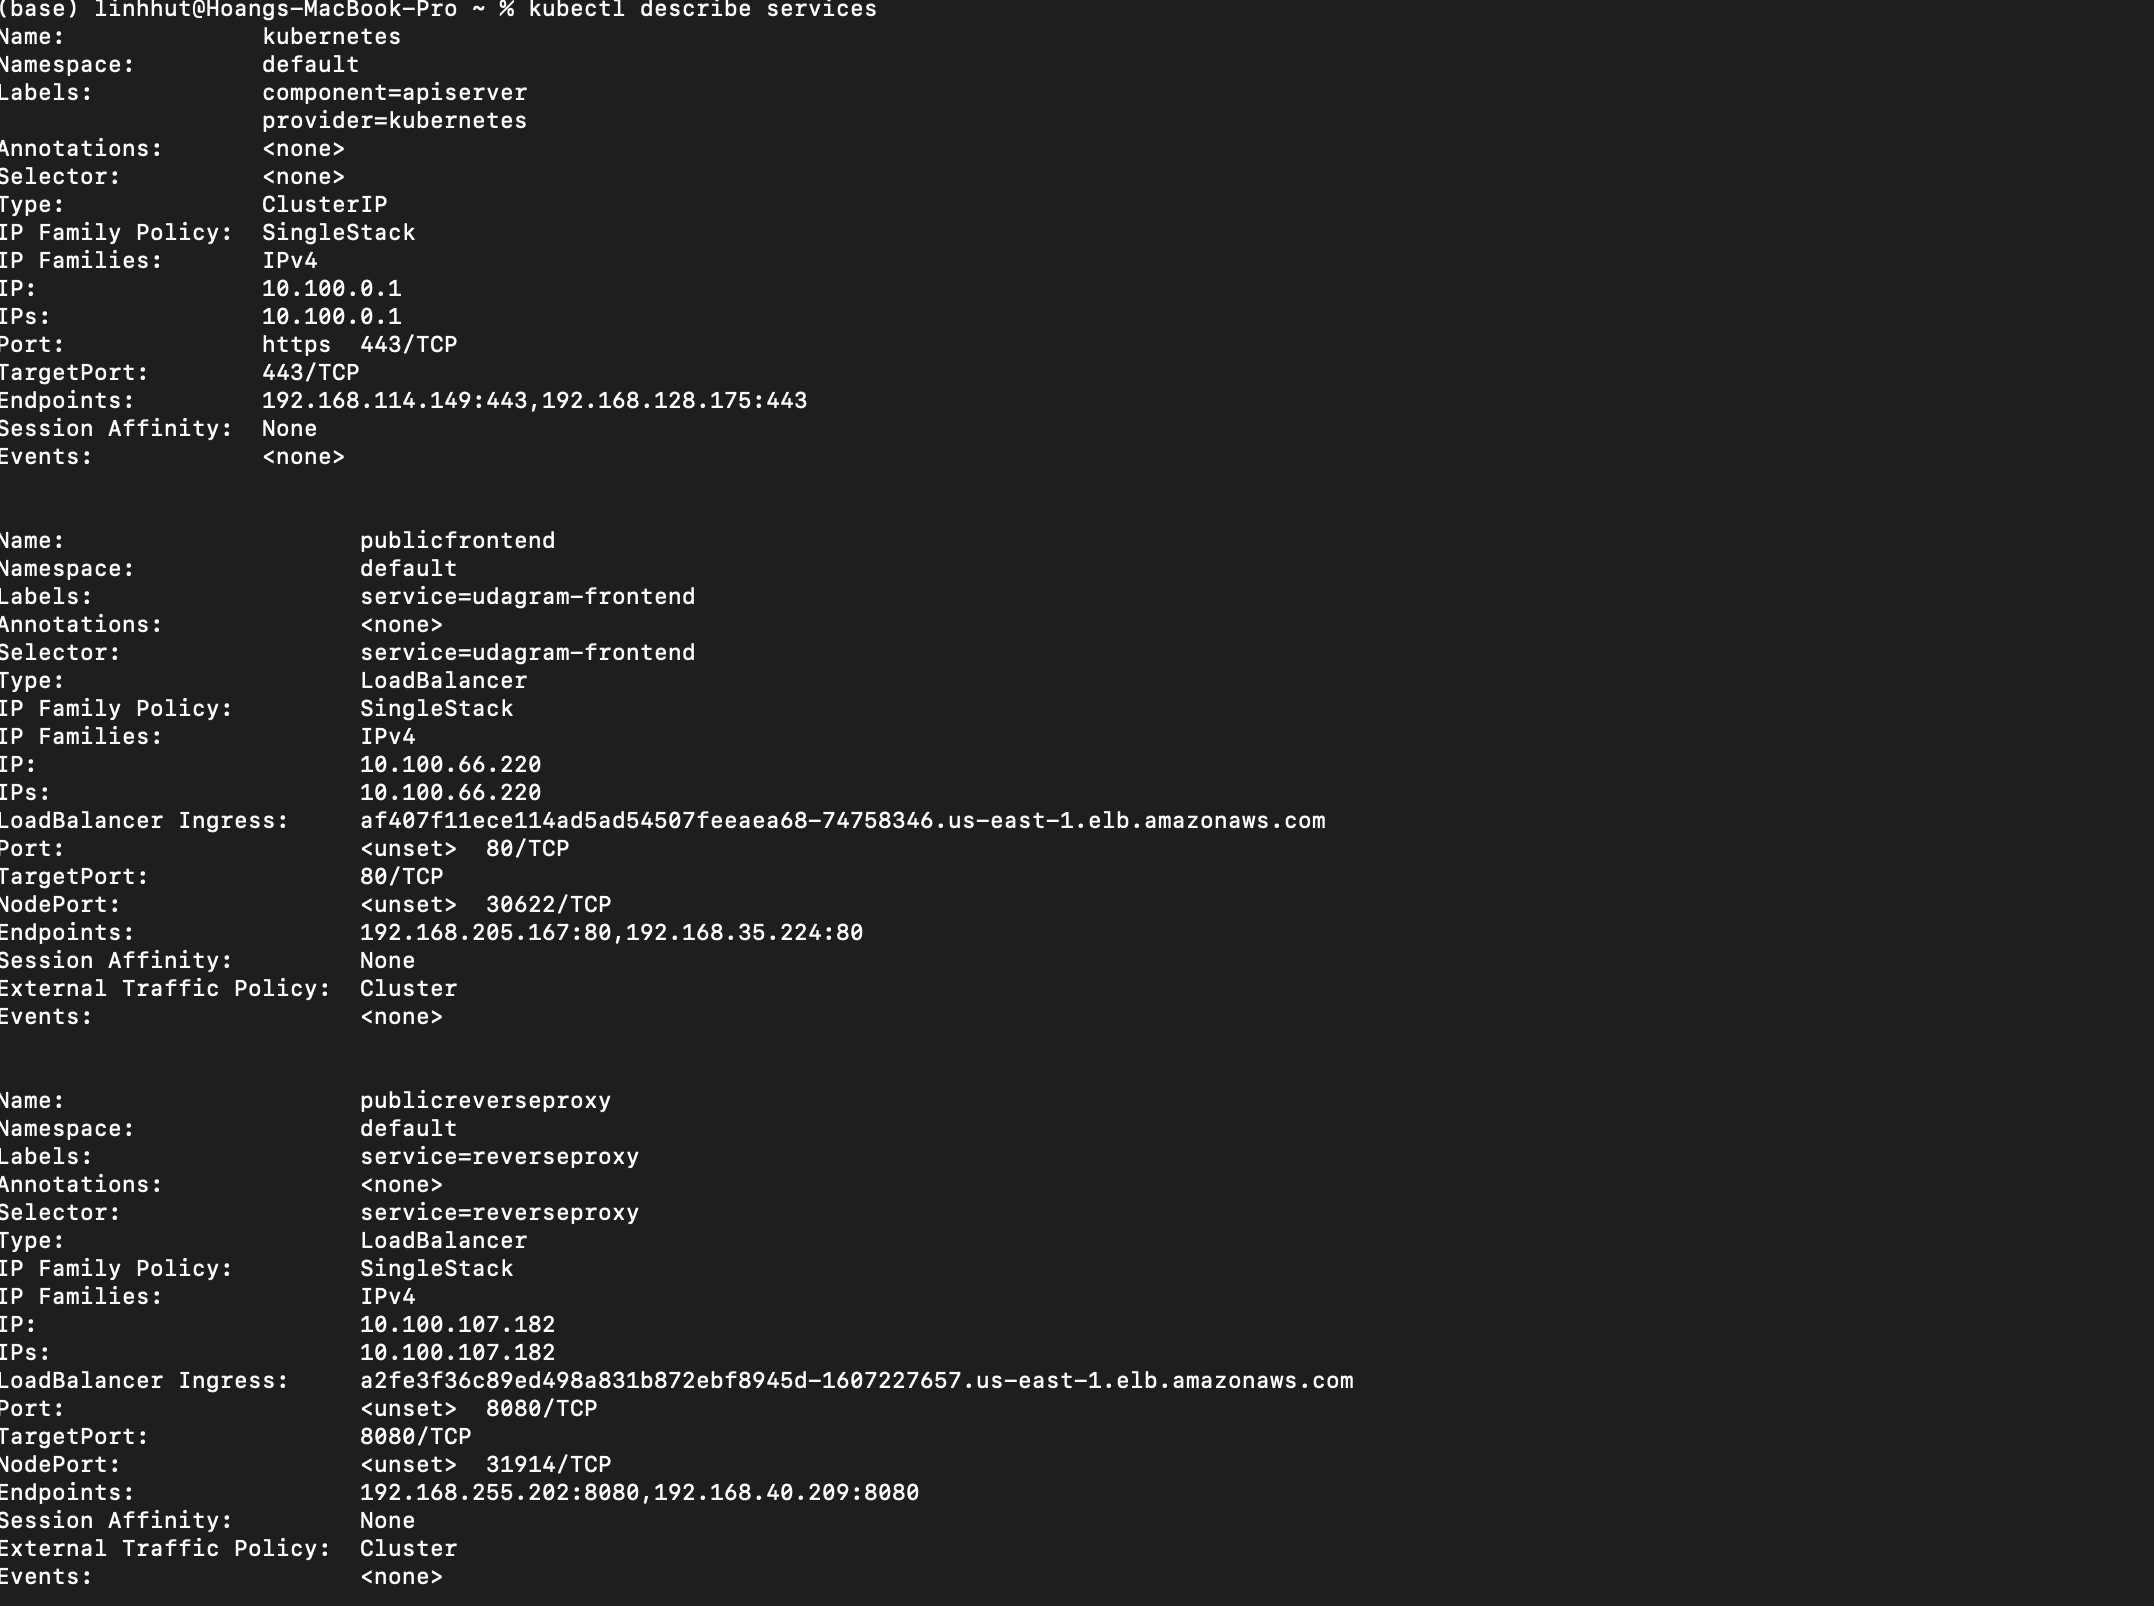 (base) linhhut@Hoangs-MacBook-Pro ~ % kubectl describe services
Name: kubernetes
Namespace: default
Labels: component=apiserver
provider=kubernetes
Annotations: <none>
Selector: <none>
Type: ClusterIP
IP Family Policy: SingleStack
IP Families: IPv4
IP: 10.100.0.1
IPs: 10.100.0.1
Port: https 443/TCP
TargetPort: 443/TCP
Endpoints: 192.168.114.149:443,192.168.128.175:443
Session Affinity: None
Events: <none>
Name: publicfrontend
Namespace: default
Labels: service=udagram-frontend
Annotations: <none>
Selector: service=udagram-frontend
Type: LoadBalancer
IP Family Policy: SingleStack
IP Families: IPv4
IP: 10.100.66.220
IPs: 10.100.66.220
LoadBalancer Ingress: af407f11ece114ad5ad54507feeaea68-74758346.us-east-1.elb.amazonaws.com
Port: <unset> 80/TCP
TargetPort: 80/TCP
NodePort: <unset> 30622/TCP
Endpoints: 192.168.205.167:80,192.168.35.224:80
Session Affinity: None
External Traffic Policy: Cluster
Events: <none>
Name: publicreverseproxy
Namespace: default
Labels: service=reverseproxy
Annotations: <none>
Selector: service=reverseproxy
Type: LoadBalancer
IP Family Policy: SingleStack
IP Families: IPv4
IP: 10.100.107.182
IPs: 10.100.107.182
LoadBalancer Ingress: a2fe3f36c89ed498a831b872ebf8945d-1607227657.us-east-1.elb.amazonaws.com
Port: <unset> 8080/TCP
TargetPort: 8080/TCP
NodePort: <unset> 31914/TCP
Endpoints: 192.168.255.202:8080,192.168.40.209:8080
Session Affinity: None
External Traffic Policy: Cluster
Events: <none>